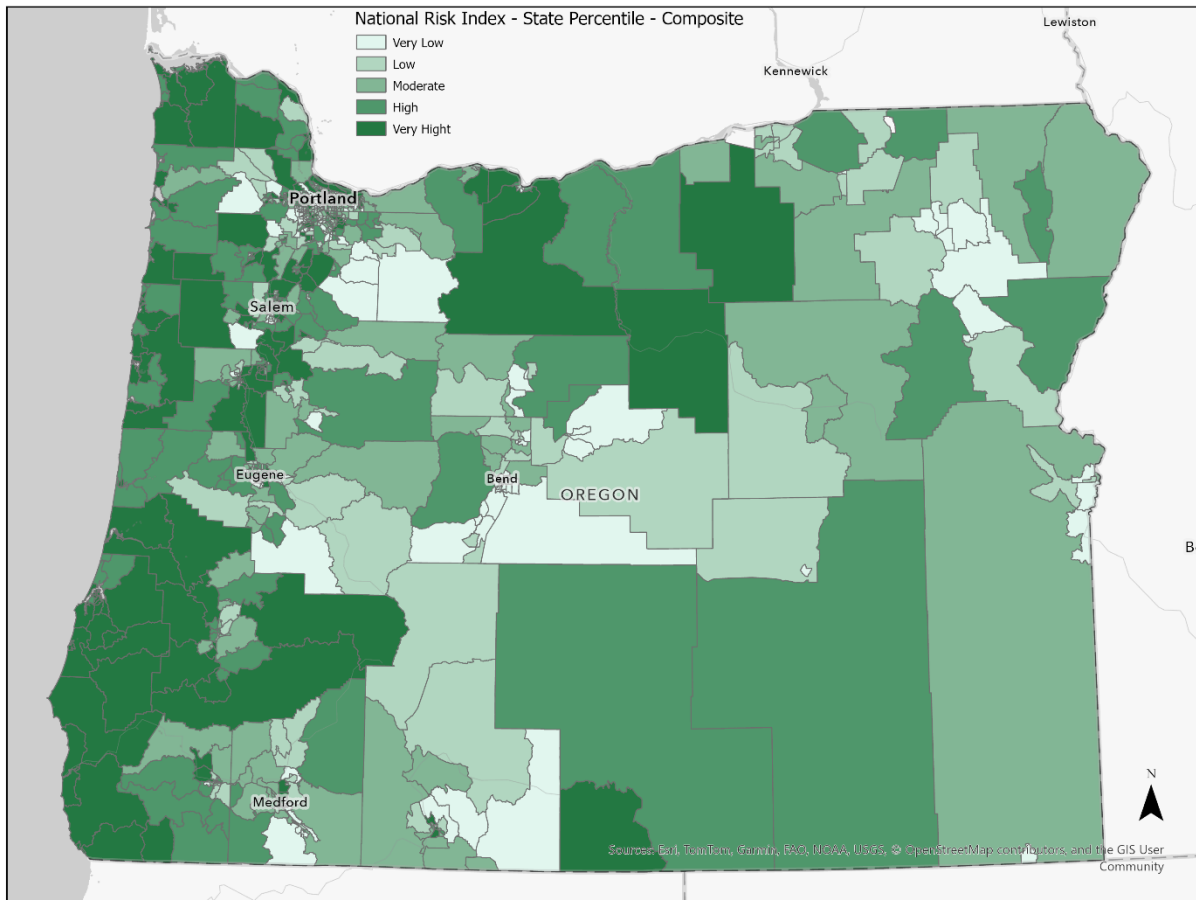 National Risk Index - State Percentile - Composite
Very Low
Low
Moderate
High
Very Hight
Lewiston
Kennewick
Portland
Salem
Eugene
Bend
OREGON
B
Medford
N
Sources: Esri, TomTom, Garmin, FAO, NOAA, USGS, © OpenStreetMap contributors, and the GIS User
Community